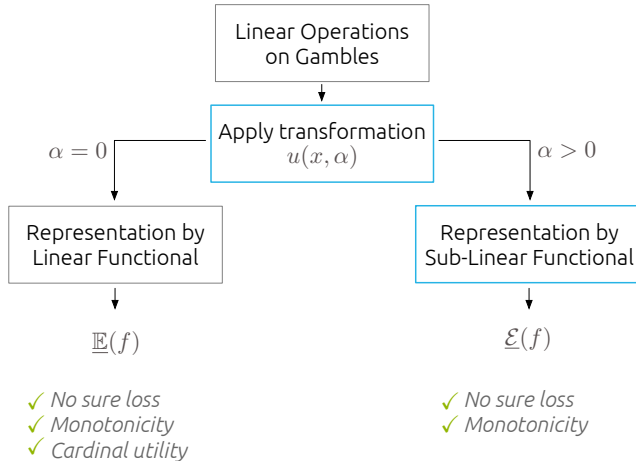 Linear Operations
on Gambles
Apply transformation
u(x, α)
α = 0
α > 0
Representation by
Linear Functional
Representation by
Sub-Linear Functional
𝔼̲(f)
ℰ̲(f)
✓ No sure loss
✓ Monotonicity
✓ Cardinal utility
✓ No sure loss
✓ Monotonicity